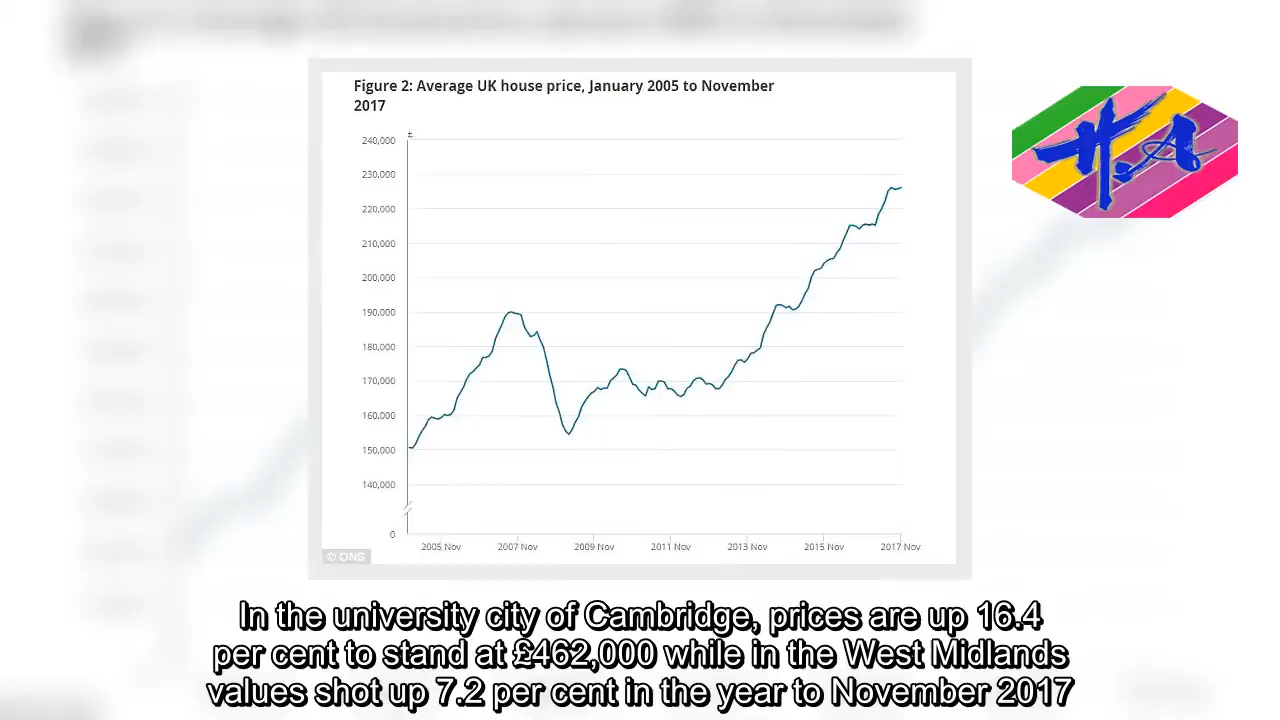 Figure 2: Average UK house price, January 2005 to November
2017
£
240,000
230,000
220,000
210,000
200,000
190,000
180,000
170,000
160,000
150,000
140,000
0
2005 Nov 2007 Nov 2009 Nov 2011 Nov 2013 Nov 2015 Nov 2017 Nov
© ONS
H.A
In the university city of Cambridge, prices are up 16.4
per cent to stand at £462,000 while in the West Midlands
values shot up 7.2 per cent in the year to November 2017